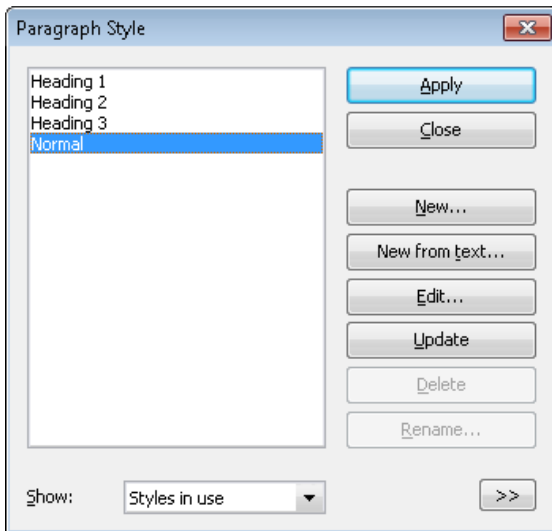 Paragraph Style
Heading 1
Heading 2
Heading 3
Normal
Apply
Close
New...
New from text...
Edit...
Update
Delete
Rename...
Show:
Styles in use
>>